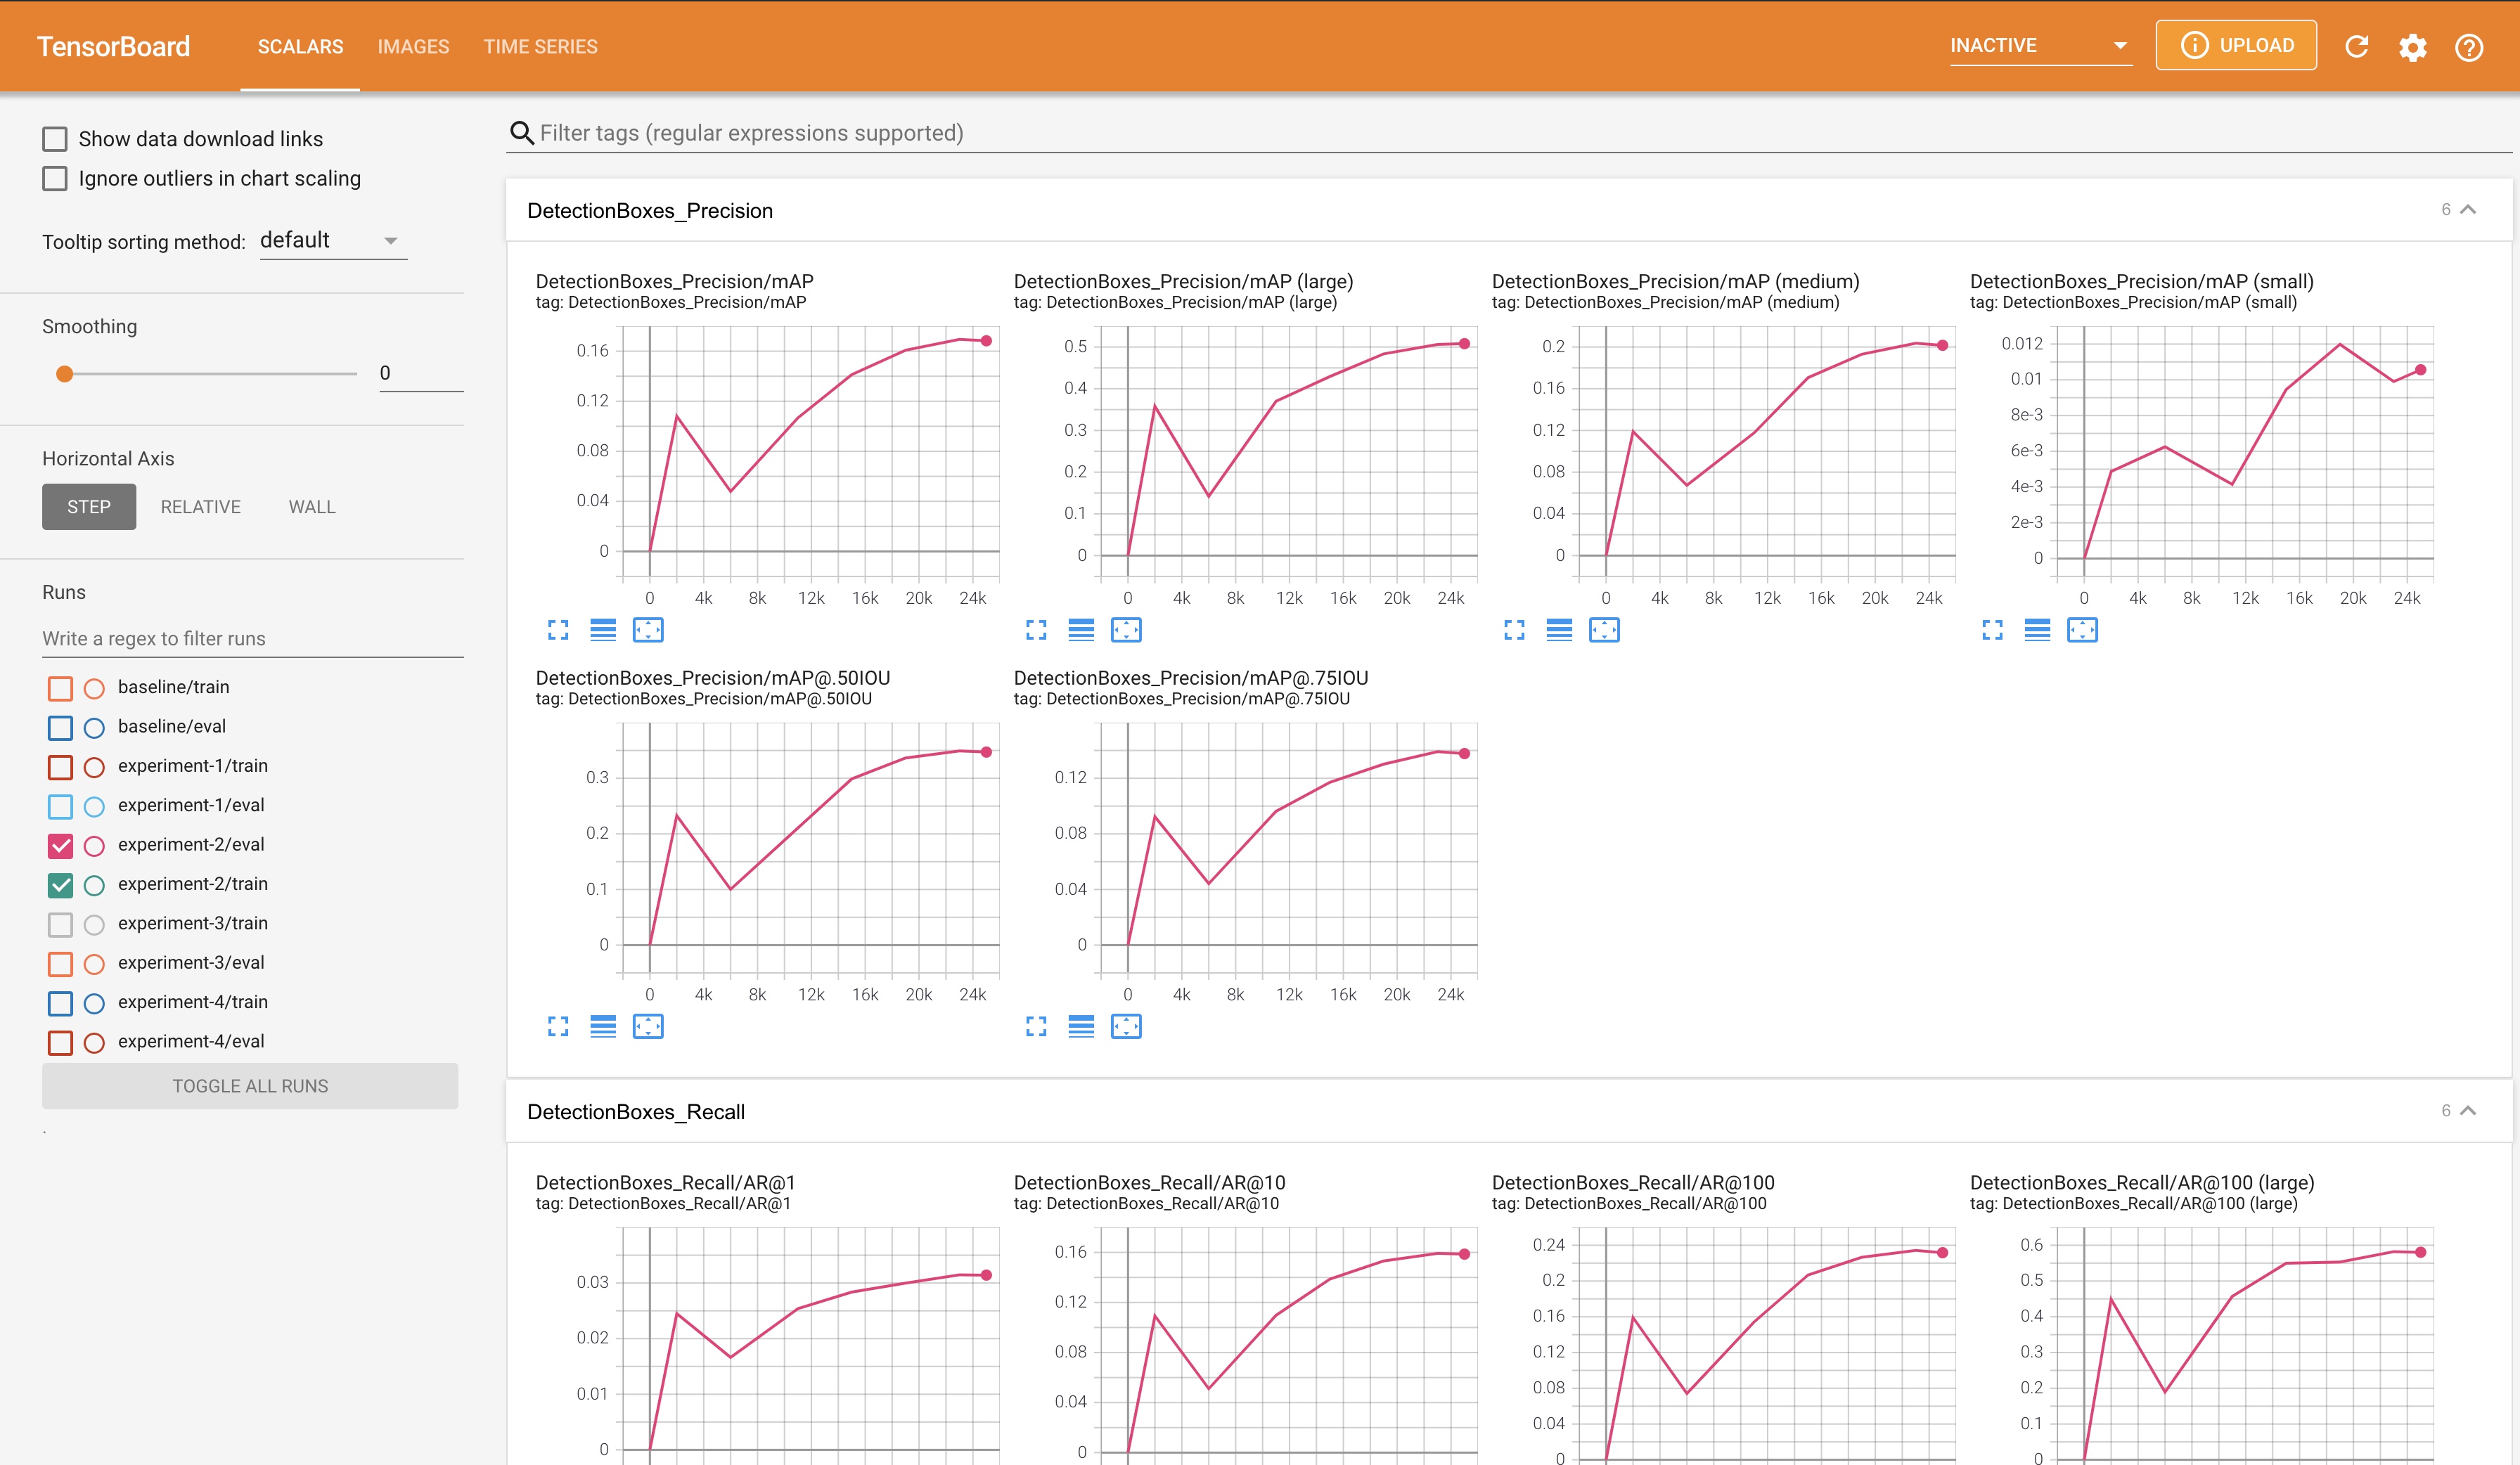 TensorBoard
SCALARS
IMAGES
TIME SERIES
INACTIVE
UPLOAD
Show data download links
Ignore outliers in chart scaling
Tooltip sorting method: default
Smoothing
0
Horizontal Axis
STEP
RELATIVE
WALL
Runs
Write a regex to filter runs
baseline/train
baseline/eval
experiment-1/train
experiment-1/eval
experiment-2/eval
experiment-2/train
experiment-3/train
experiment-3/eval
experiment-4/train
experiment-4/eval
TOGGLE ALL RUNS
.
Filter tags (regular expressions supported)
DetectionBoxes_Precision
6
DetectionBoxes_Precision/mAP
tag: DetectionBoxes_Precision/mAP
0.16
0.12
0.08
0.04
0
0 4k 8k 12k 16k 20k 24k
DetectionBoxes_Precision/mAP (large)
tag: DetectionBoxes_Precision/mAP (large)
0.5
0.4
0.3
0.2
0.1
0
0 4k 8k 12k 16k 20k 24k
DetectionBoxes_Precision/mAP (medium)
tag: DetectionBoxes_Precision/mAP (medium)
0.2
0.16
0.12
0.08
0.04
0
0 4k 8k 12k 16k 20k 24k
DetectionBoxes_Precision/mAP (small)
tag: DetectionBoxes_Precision/mAP (small)
0.012
0.01
8e-3
6e-3
4e-3
2e-3
0
0 4k 8k 12k 16k 20k 24k
DetectionBoxes_Precision/mAP@.50IOU
tag: DetectionBoxes_Precision/mAP@.50IOU
0.3
0.2
0.1
0
0 4k 8k 12k 16k 20k 24k
DetectionBoxes_Precision/mAP@.75IOU
tag: DetectionBoxes_Precision/mAP@.75IOU
0.12
0.08
0.04
0
0 4k 8k 12k 16k 20k 24k
DetectionBoxes_Recall
6
DetectionBoxes_Recall/AR@1
tag: DetectionBoxes_Recall/AR@1
0.03
0.02
0.01
0
DetectionBoxes_Recall/AR@10
tag: DetectionBoxes_Recall/AR@10
0.16
0.12
0.08
0.04
0
DetectionBoxes_Recall/AR@100
tag: DetectionBoxes_Recall/AR@100
0.24
0.2
0.16
0.12
0.08
0.04
0
DetectionBoxes_Recall/AR@100 (large)
tag: DetectionBoxes_Recall/AR@100 (large)
0.6
0.5
0.4
0.3
0.2
0.1
0